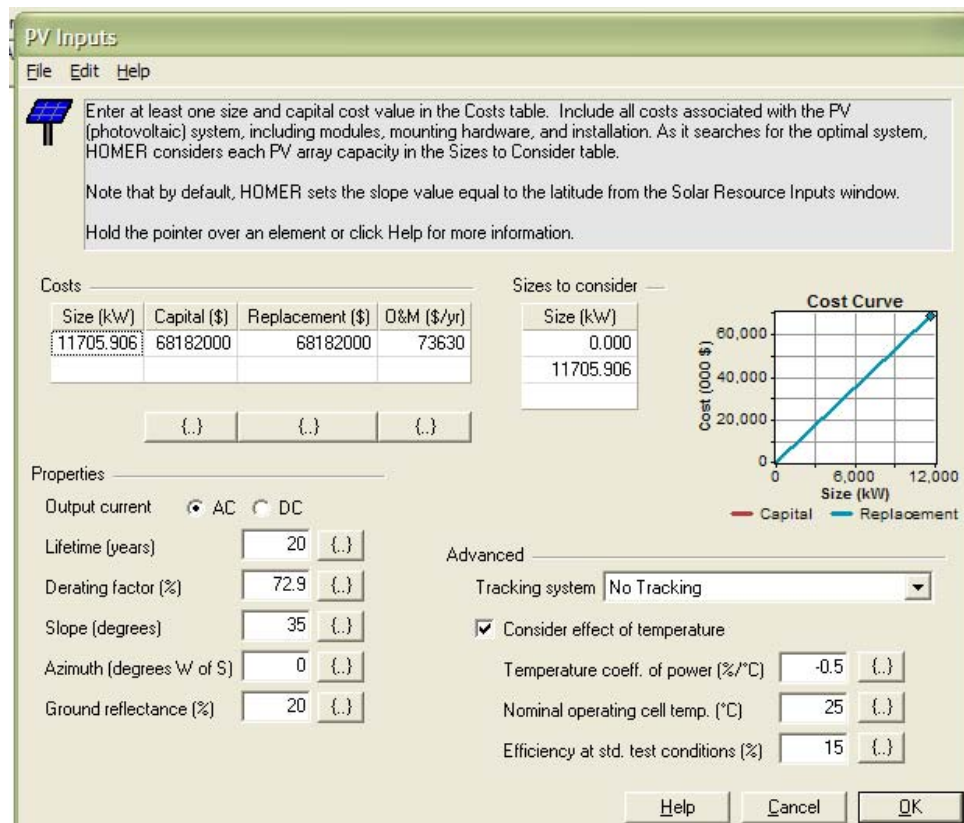 PV Inputs
File Edit Help
Enter at least one size and capital cost value in the Costs table. Include all costs associated with the PV
(photovoltaic) system, including modules, mounting hardware, and installation. As it searches for the optimal system,
HOMER considers each PV array capacity in the Sizes to Consider table.
Note that by default, HOMER sets the slope value equal to the latitude from the Solar Resource Inputs window.
Hold the pointer over an element or click Help for more information.
Costs
Size (kW) Capital ($) Replacement ($) O&M ($/yr)
11705.906 68182000 68182000 73630
{..} {..} {..}
Sizes to consider
Size (kW)
0.000
11705.906
Cost Curve
Cost (000 $)
60,000
40,000
20,000
0
0 6,000 12,000
Size (kW)
Capital Replacement
Properties
Output current AC DC
Lifetime (years) 20 {..}
Derating factor (%) 72.9 {..}
Slope (degrees) 35 {..}
Azimuth (degrees W of S) 0 {..}
Ground reflectance (%) 20 {..}
Advanced
Tracking system No Tracking
Consider effect of temperature
Temperature coeff. of power (%/°C) -0.5 {..}
Nominal operating cell temp. (°C) 25 {..}
Efficiency at std. test conditions (%) 15 {..}
Help Cancel OK